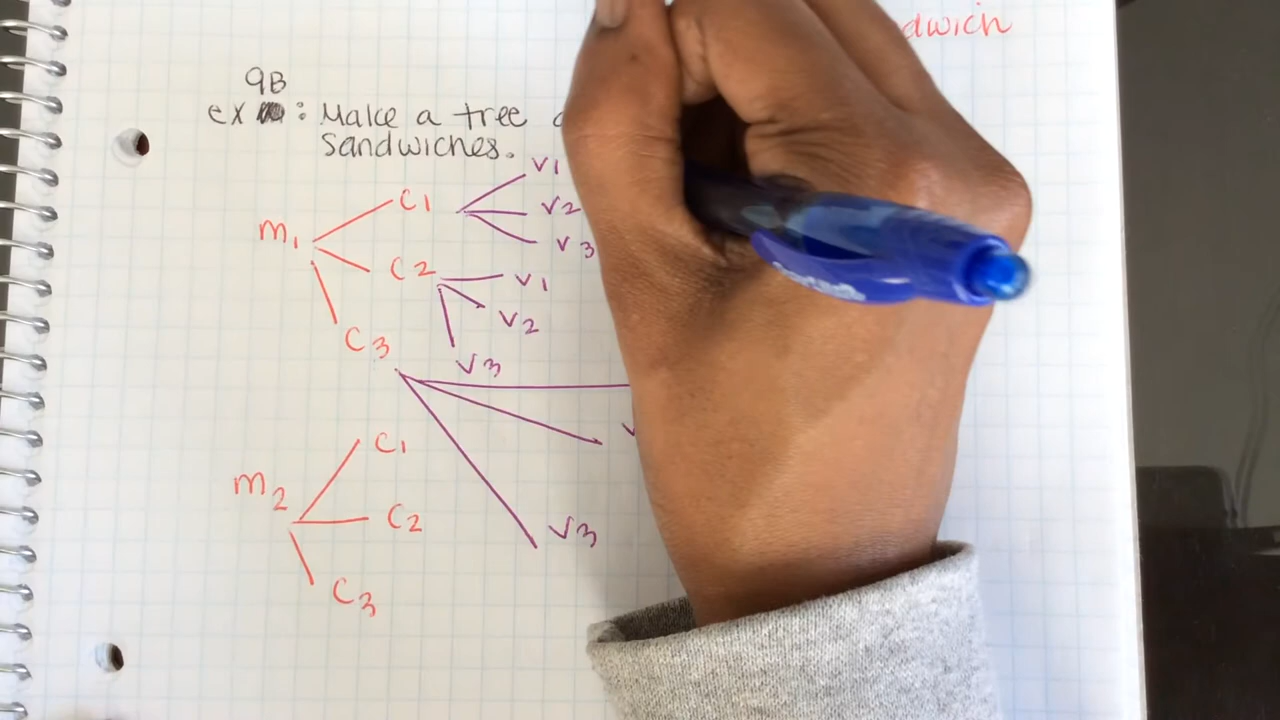 dwich
9B
ex : Make a tree
sandwiches.
V1
C1
V2
m1
V3
C2
V1
V2
C3
V3
C1
m2
C2
V3
C3